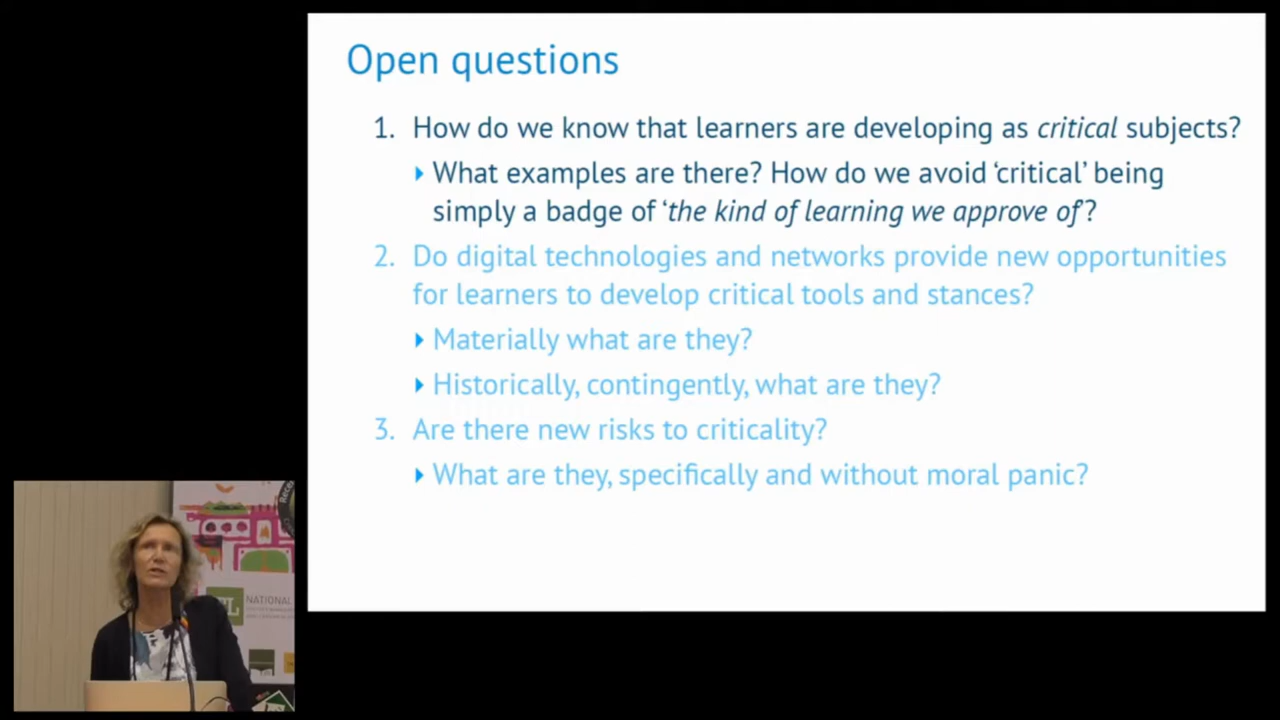 Open questions
1. How do we know that learners are developing as critical subjects?
What examples are there? How do we avoid ‘critical’ being
simply a badge of ‘the kind of learning we approve of’?
2. Do digital technologies and networks provide new opportunities
for learners to develop critical tools and stances?
Materially what are they?
Historically, contingently, what are they?
3. Are there new risks to criticality?
What are they, specifically and without moral panic?
NATIONAL